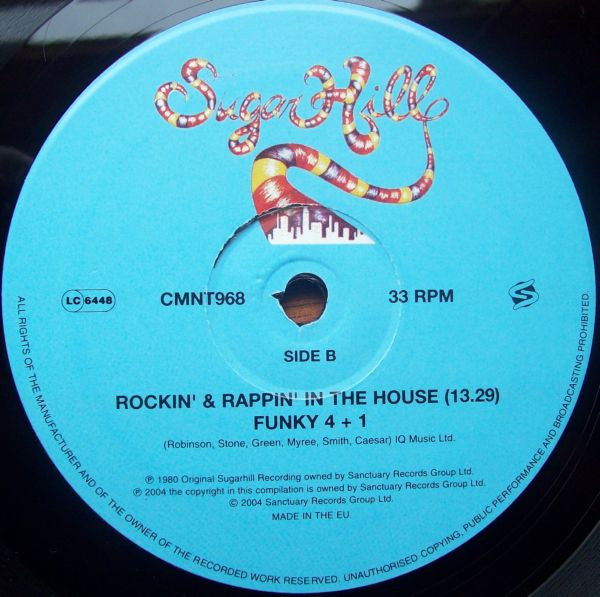 Sugar Hill
LC 6448
CMNT968
33 RPM
S
SIDE B
ROCKIN' & RAPPIN' IN THE HOUSE (13.29)
FUNKY 4 + 1
(Robinson, Stone, Green, Myree, Smith, Caesar) IQ Music Ltd.
℗ 1980 Original Sugarhill Recording owned by Sanctuary Records Group Ltd.
℗ 2004 the copyright in this compilation is owned by Sanctuary Records Group Ltd.
© 2004 Sanctuary Records Group Ltd.
MADE IN THE EU.
ALL RIGHTS OF THE MANUFACTURER AND OF THE OWNER OF THE RECORDED WORK RESERVED. UNAUTHORISED COPYING, PUBLIC PERFORMANCE AND BROADCASTING PROHIBITED